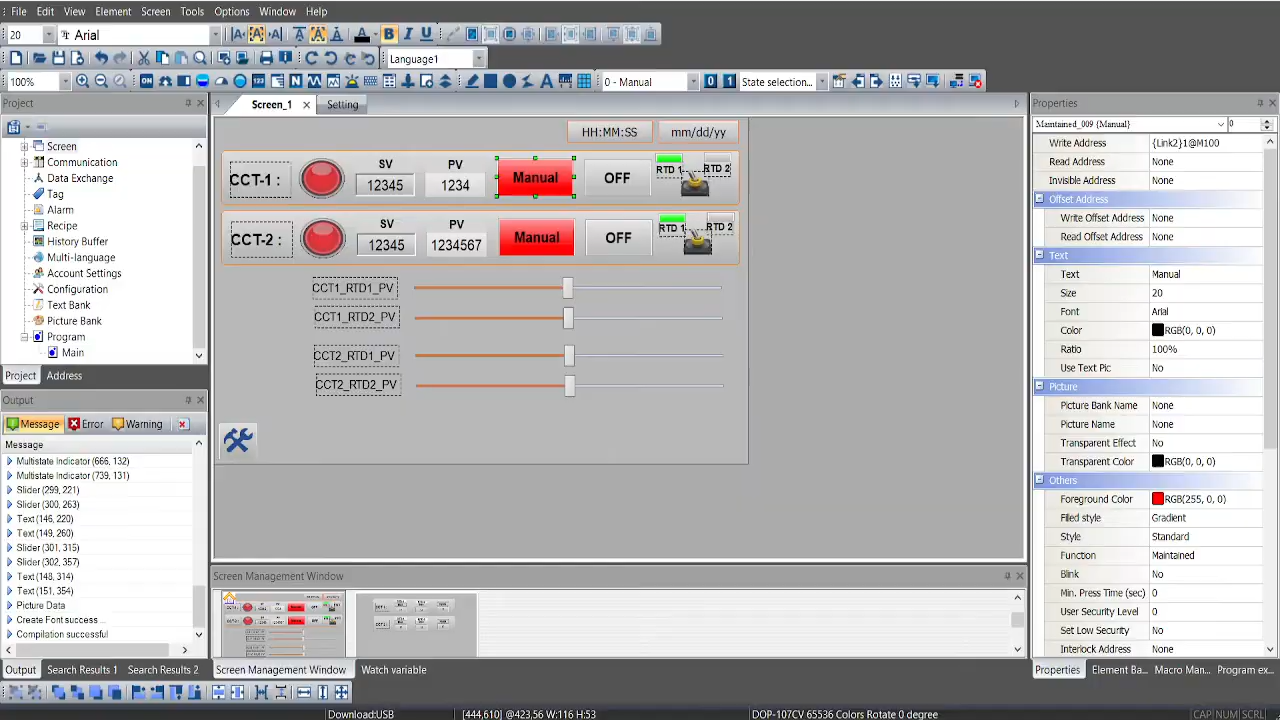 File Edit View Element Screen Tools Options Window Help
20 Arial
Language1
100% 0 - Manual State selection...
Project
Screen
Communication
Data Exchange
Tag
Alarm
Recipe
History Buffer
Multi-language
Account Settings
Configuration
Text Bank
Picture Bank
Program
Main
Project Address
Output
Message Error Warning
Message
Multistate Indicator (666, 132)
Multistate Indicator (739, 131)
Slider (299, 221)
Slider (300, 263)
Text(146, 220)
Text(149, 260)
Slider (301, 315)
Slider (302, 357)
Text (148, 314)
Text(151, 354)
Picture Data
Create Font success ...
Compilation successful
Output Search Results 1 Search Results 2
Screen_1 Setting
HH:MM:SS mm/dd/yy
CCT-1 : SV 12345 PV 1234 Manual OFF RTD 1 RTD 2
CCT-2 : SV 12345 PV 1234567 Manual OFF RTD 1 RTD 2
CCT1_RTD1_PV
CCT1_RTD2_PV
CCT2_RTD1_PV
CCT2_RTD2_PV
Screen Management Window
Screen Management Window Watch variable
Properties
Maintained_009 {Manual} 0
Write Address {Link2}1@M100
Read Address None
Invisible Address None
Offset Address
Write Offset Address None
Read Offset Address None
Text
Text Manual
Size 20
Font Arial
Color RGB(0, 0, 0)
Ratio 100%
Use Text Pic No
Picture
Picture Bank Name None
Picture Name None
Transparent Effect No
Transparent Color RGB(0, 0, 0)
Others
Foreground Color RGB(255, 0, 0)
Filed style Gradient
Style Standard
Function Maintained
Blink No
Min. Press Time (sec) 0
User Security Level 0
Set Low Security No
Interlock Address None
Properties Element Ba... Macro Man... Program ex...
Download:USB [444,610] @423,56 W:116 H:53 DOP-107CV 65536 Colors Rotate 0 degree CAP NUM SCRL